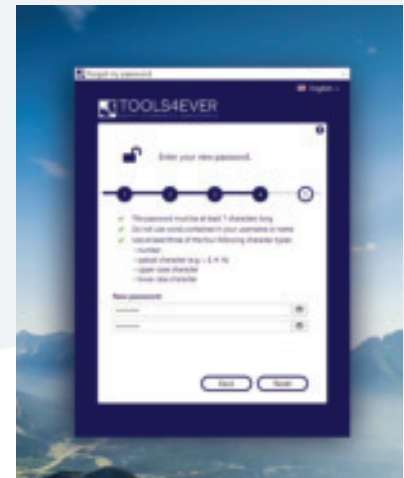 Forgot my password
English
TOOLS4EVER
Enter your new password.
The password must be at least 7 characters long
Do not use words contained in your username or name
Use at least three of the four following character types:
- number
- special character (e.g.
- upper case character
- lower case character
New password:
Back